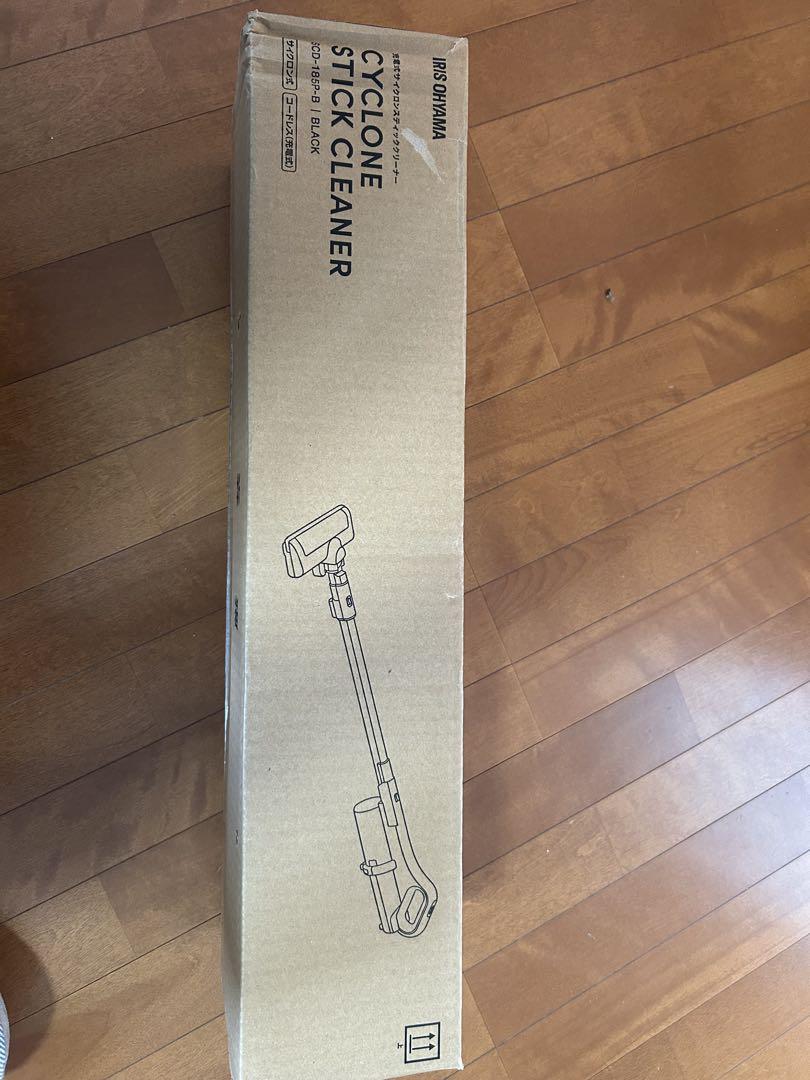 IRIS OHYAMA
充電式サイクロンスティッククリーナー
CYCLONE
STICK CLEANER
SCD-185P-B | BLACK
サイクロン式 コードレス(充電式)
上